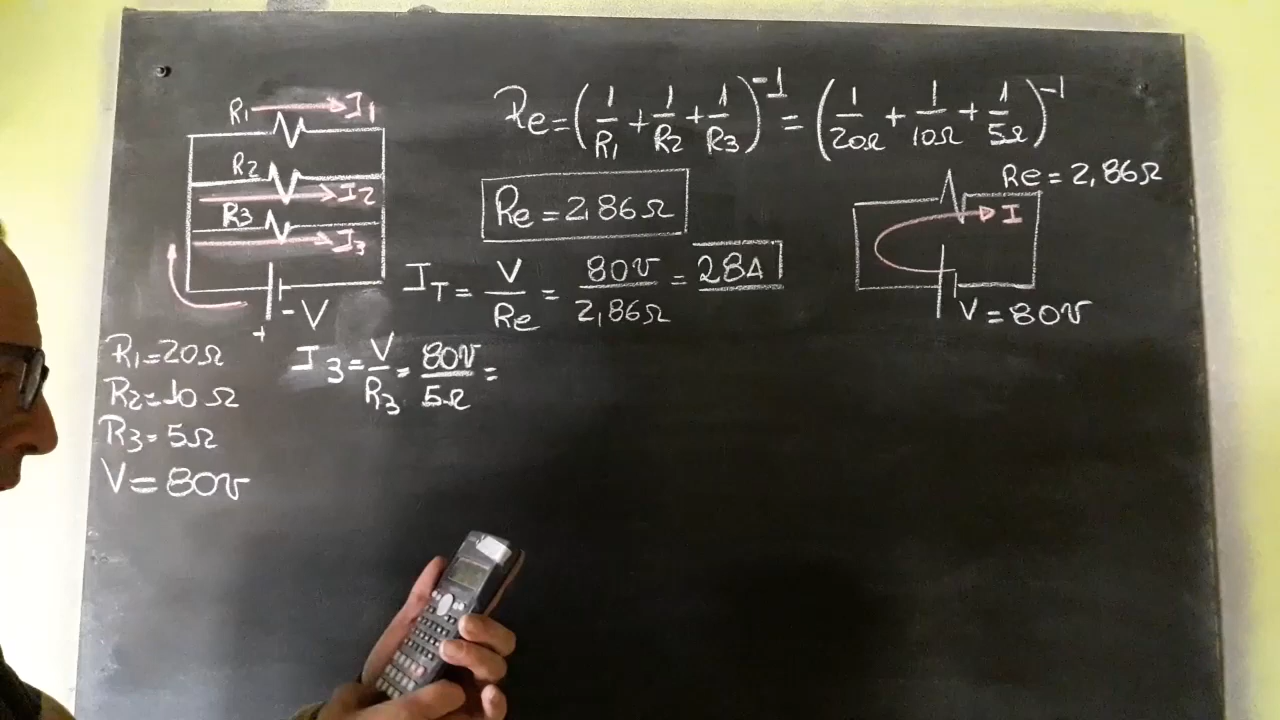 R₁ I₁
R₂ I₂
R₃ I₃
+ - V
Re = (1/R₁ + 1/R₂ + 1/R₃)⁻¹ = (1/20Ω + 1/10Ω + 1/5Ω)⁻¹
Re = 2,86Ω
Re = 2,86Ω
I
V = 80v
I_T = V/Re = 80v/2,86Ω = 28A
R₁ = 20Ω
R₂ = 10Ω
R₃ = 5Ω
V = 80v
I₃ = V/R₃ = 80v/5Ω =